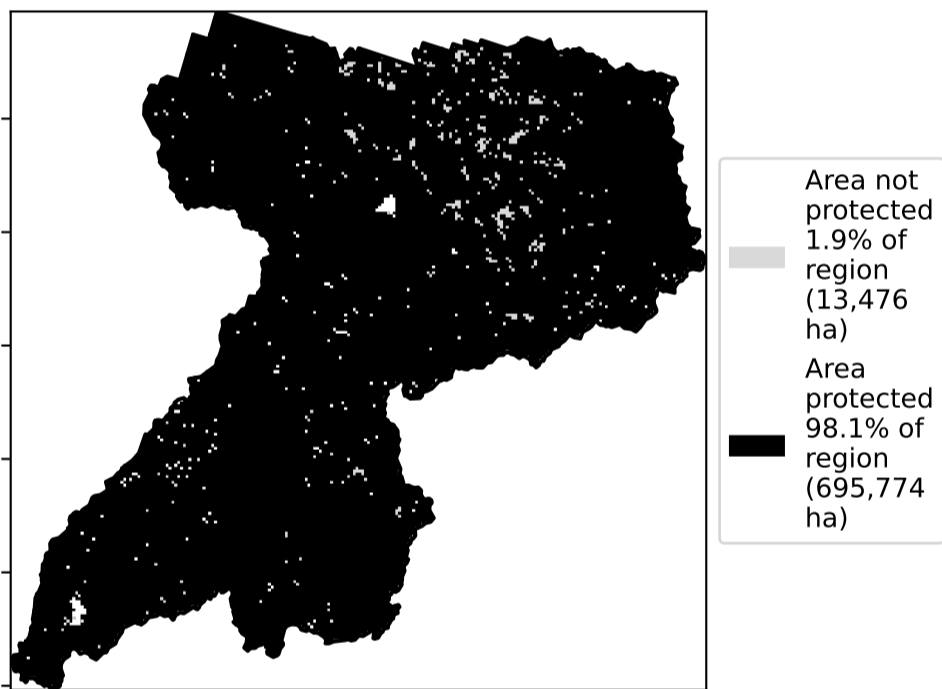 Area not
protected
1.9% of
region
(13,476
ha)
Area
protected
98.1% of
region
(695,774
ha)